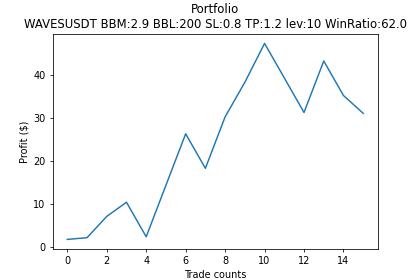 Portfolio
WAVESUSDT BBM:2.9 BBL:200 SL:0.8 TP:1.2 lev:10 WinRatio:62.0
Profit ($)
40
30
20
10
0
0 2 4 6 8 10 12 14
Trade counts